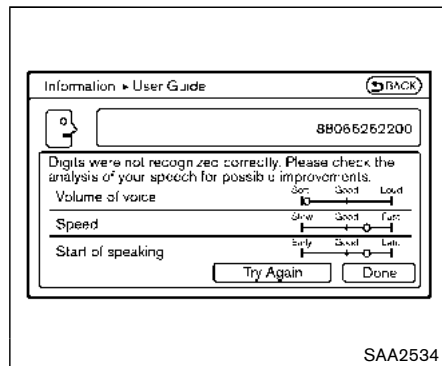 Information ▸ User Guide
BACK
88065252200
Digits were not recognized correctly. Please check the
analysis of your speech for possible improvements.
Volume of voice
Soft Good Loud
Speed
Slow Good Fast
Start of speaking
Early Good Late
Try Again
Done
SAA2534